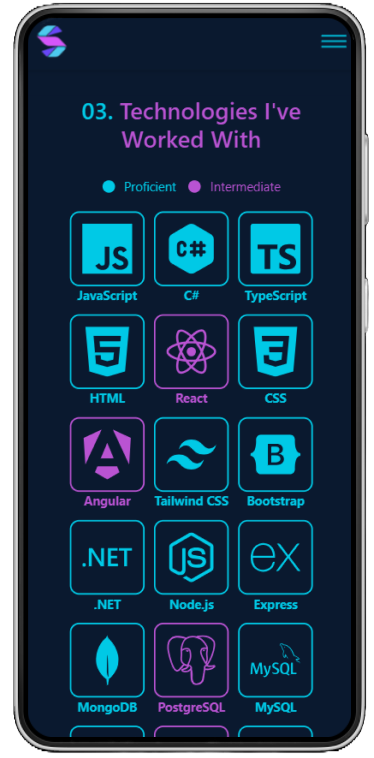 03. Technologies I've
Worked With
Proficient Intermediate
JS C# TS
JavaScript C# TypeScript
5 3
HTML React CSS
B
Angular Tailwind CSS Bootstrap
.NET JS ex
.NET Node.js Express
MySQL
MongoDB PostgreSQL MySQL